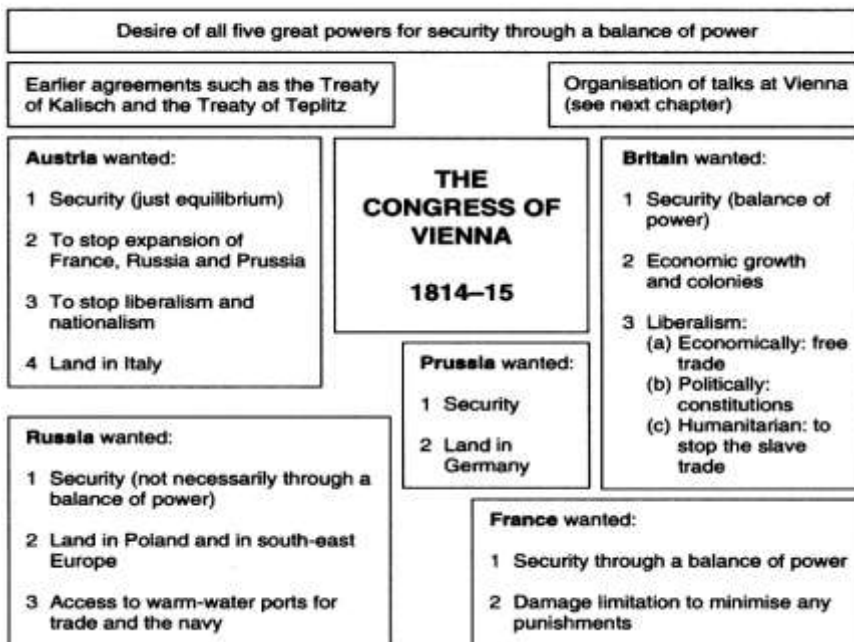 Desire of all five great powers for security through a balance of power
Earlier agreements such as the Treaty
of Kalisch and the Treaty of Teplitz
Organisation of talks at Vienna
(see next chapter)
Austria wanted:
1 Security (just equilibrium)
2 To stop expansion of
France, Russia and Prussia
3 To stop liberalism and
nationalism
4 Land in Italy
THE
CONGRESS OF
VIENNA
1814–15
Britain wanted:
1 Security (balance of
power)
2 Economic growth
and colonies
3 Liberalism:
(a) Economically: free
trade
(b) Politically:
constitutions
(c) Humanitarian: to
stop the slave
trade
Prussia wanted:
1 Security
2 Land in
Germany
Russia wanted:
1 Security (not necessarily through a
balance of power)
2 Land in Poland and in south-east
Europe
3 Access to warm-water ports for
trade and the navy
France wanted:
1 Security through a balance of power
2 Damage limitation to minimise any
punishments